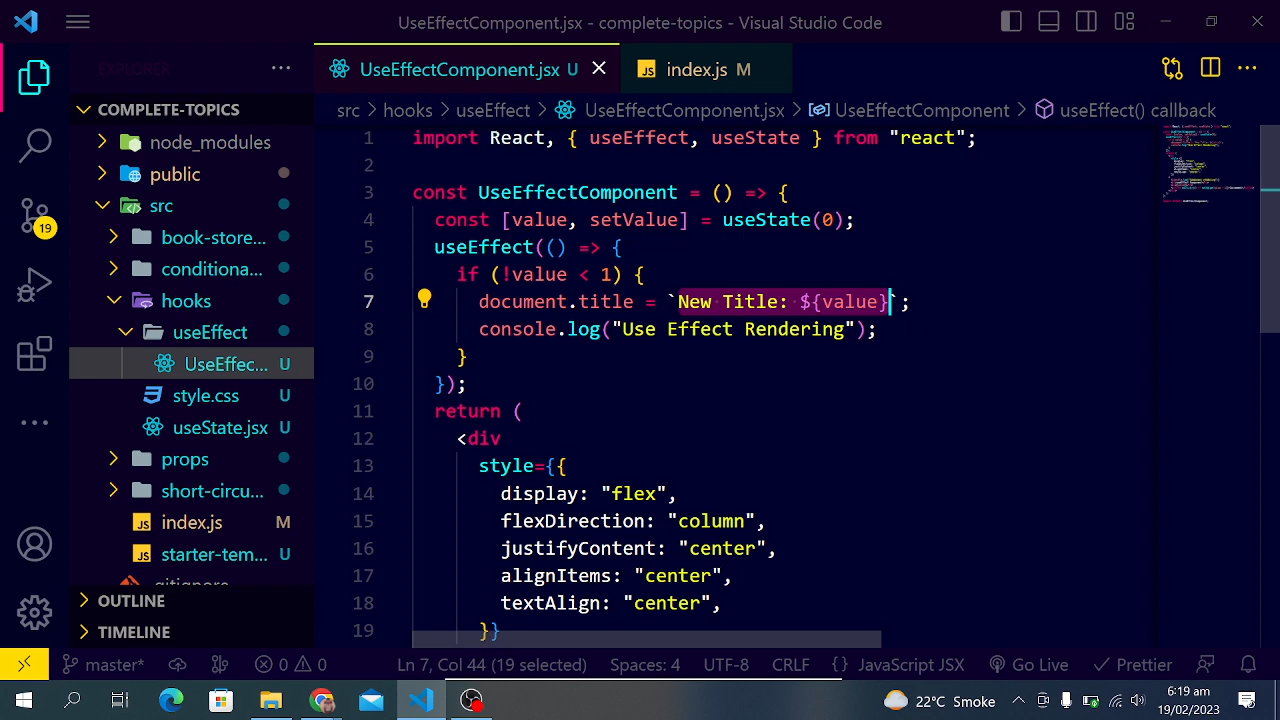 UseEffectComponent.jsx - complete-topics - Visual Studio Code
EXPLORER
UseEffectComponent.jsx U
index.js M
COMPLETE-TOPICS
src > hooks > useEffect > UseEffectComponent.jsx > UseEffectComponent > useEffect() callback
node_modules
public
src
book-store...
conditiona...
hooks
useEffect
UseEffec... U
style.css U
useState.jsx U
props
short-circu...
index.js M
starter-tem... U
.gitignore
OUTLINE
TIMELINE
19
1 import React, { useEffect, useState } from "react";
2
3 const UseEffectComponent = () => {
4 const [value, setValue] = useState(0);
5 useEffect(() => {
6 if (!value < 1) {
7 document.title = `New Title: ${value}`;
8 console.log("Use Effect Rendering");
9 }
10 });
11 return (
12 <div
13 style={{
14 display: "flex",
15 flexDirection: "column",
16 justifyContent: "center",
17 alignItems: "center",
18 textAlign: "center",
19 }}
master* 0 0 Ln 7, Col 44 (19 selected) Spaces: 4 UTF-8 CRLF {} JavaScript JSX Go Live Prettier
22°C Smoke 6:19 am
19/02/2023